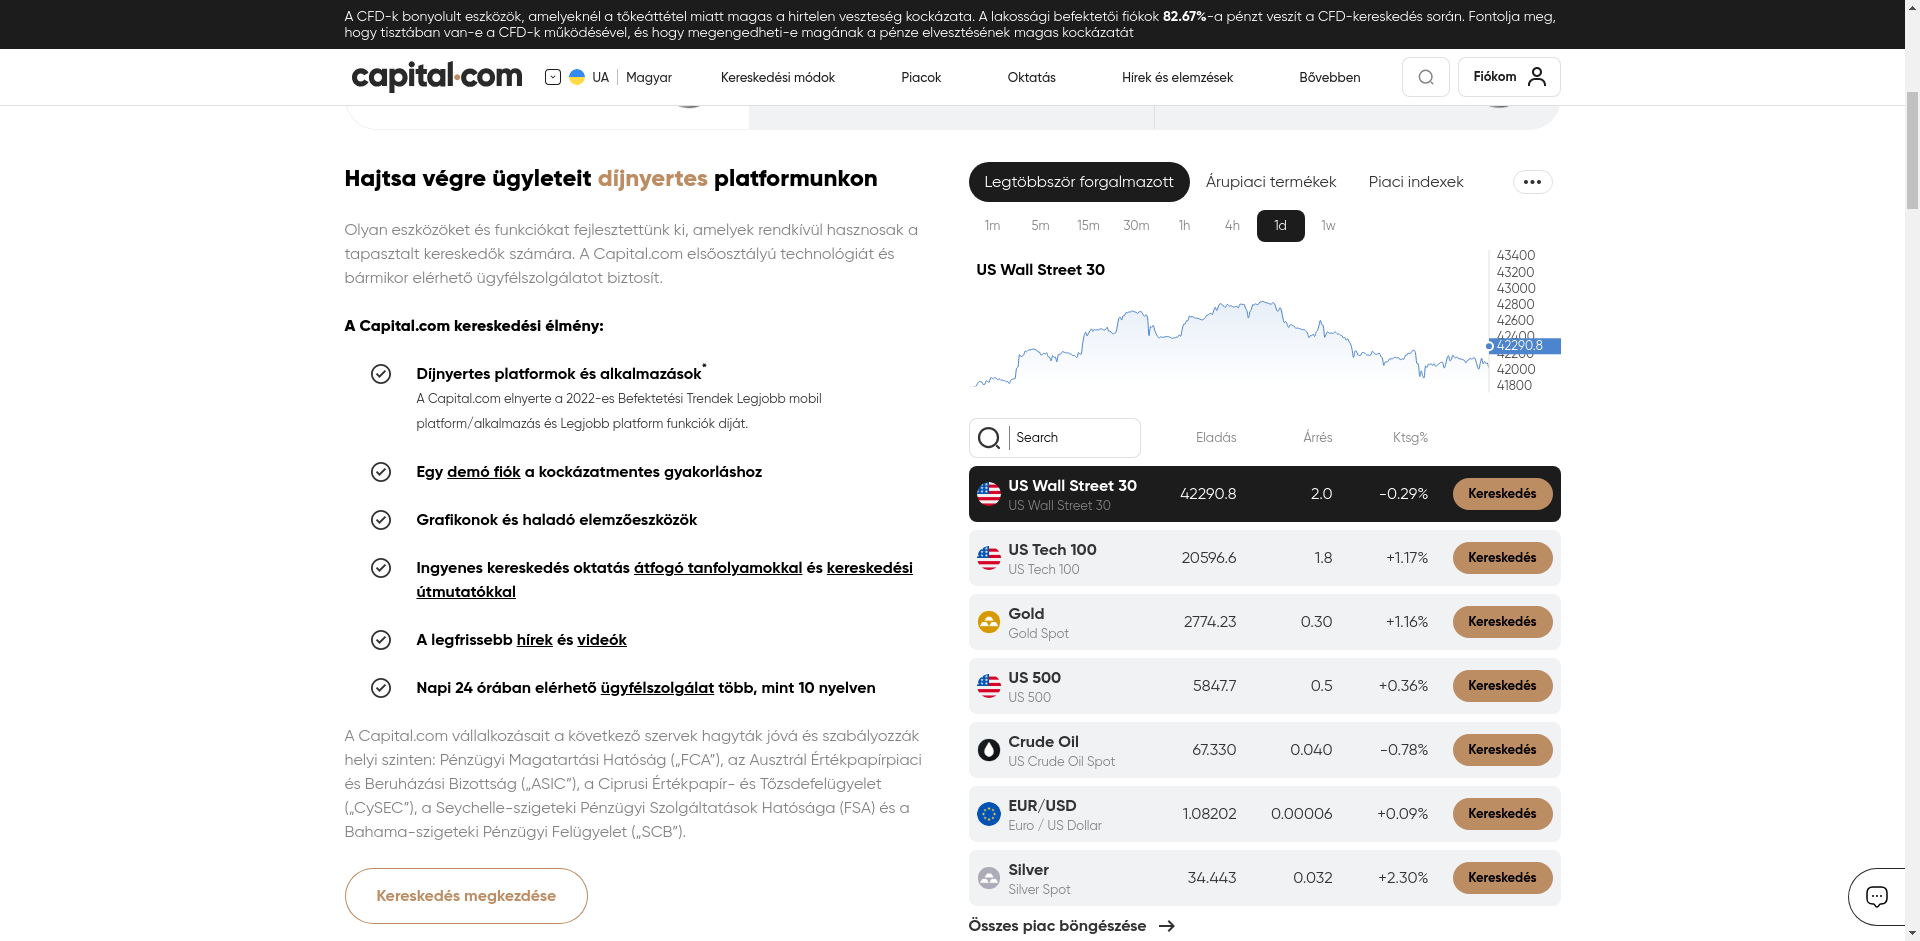 A CFD-k bonyolult eszközök, amelyeknél a tőkeáttétel miatt magas a hirtelen veszteség kockázata. A lakossági befektetői fiókok 82.67%-a pénzt veszít a CFD-kereskedés során. Fontolja meg,
hogy tisztában van-e a CFD-k működésével, és hogy megengedheti-e magának a pénze elvesztésének magas kockázatát
capital.com
UA
Magyar
Kereskedési módok
Piacok
Oktatás
Hírek és elemzések
Bővebben
Fiókom
Hajtsa végre ügyleteit díjnyertes platformunkon
Olyan eszközöket és funkciókat fejlesztettünk ki, amelyek rendkívül hasznosak a
tapasztalt kereskedők számára. A Capital.com elsőosztályú technológiát és
bármikor elérhető ügyfélszolgálatot biztosít.
A Capital.com kereskedési élmény:
Díjnyertes platformok és alkalmazások*
A Capital.com elnyerte a 2022-es Befektetési Trendek Legjobb mobil
platform/alkalmazás és Legjobb platform funkciók díját.
Egy demó fiók a kockázatmentes gyakorláshoz
Grafikonok és haladó elemzőeszközök
Ingyenes kereskedés oktatás átfogó tanfolyamokkal és kereskedési
útmutatókkal
A legfrissebb hírek és videók
Napi 24 órában elérhető ügyfélszolgálat több, mint 10 nyelven
A Capital.com vállalkozásait a következő szervek hagyták jóvá és szabályozzák
helyi szinten: Pénzügyi Magatartási Hatóság („FCA"), az Ausztrál Értékpapírpiaci
és Beruházási Bizottság („ASIC"), a Ciprusi Értékpapír- és Tőzsdefelügyelet
(„CySEC"), a Seychelle-szigeteki Pénzügyi Szolgáltatások Hatósága (FSA) és a
Bahama-szigeteki Pénzügyi Felügyelet („SCB").
Kereskedés megkezdése
Legtöbbször forgalmazott
Árupiaci termékek
Piaci indexek
1m 5m 15m 30m 1h 4h 1d 1w
US Wall Street 30
43400
43200
43000
42800
42600
42400
42290.8
42200
42000
41800
Search
Eladás Árrés Ktsg%
US Wall Street 30
US Wall Street 30
42290.8 2.0 -0.29% Kereskedés
US Tech 100
US Tech 100
20596.6 1.8 +1.17% Kereskedés
Gold
Gold Spot
2774.23 0.30 +1.16% Kereskedés
US 500
US 500
5847.7 0.5 +0.36% Kereskedés
Crude Oil
US Crude Oil Spot
67.330 0.040 -0.78% Kereskedés
EUR/USD
Euro / US Dollar
1.08202 0.00006 +0.09% Kereskedés
Silver
Silver Spot
34.443 0.032 +2.30% Kereskedés
Összes piac böngészése